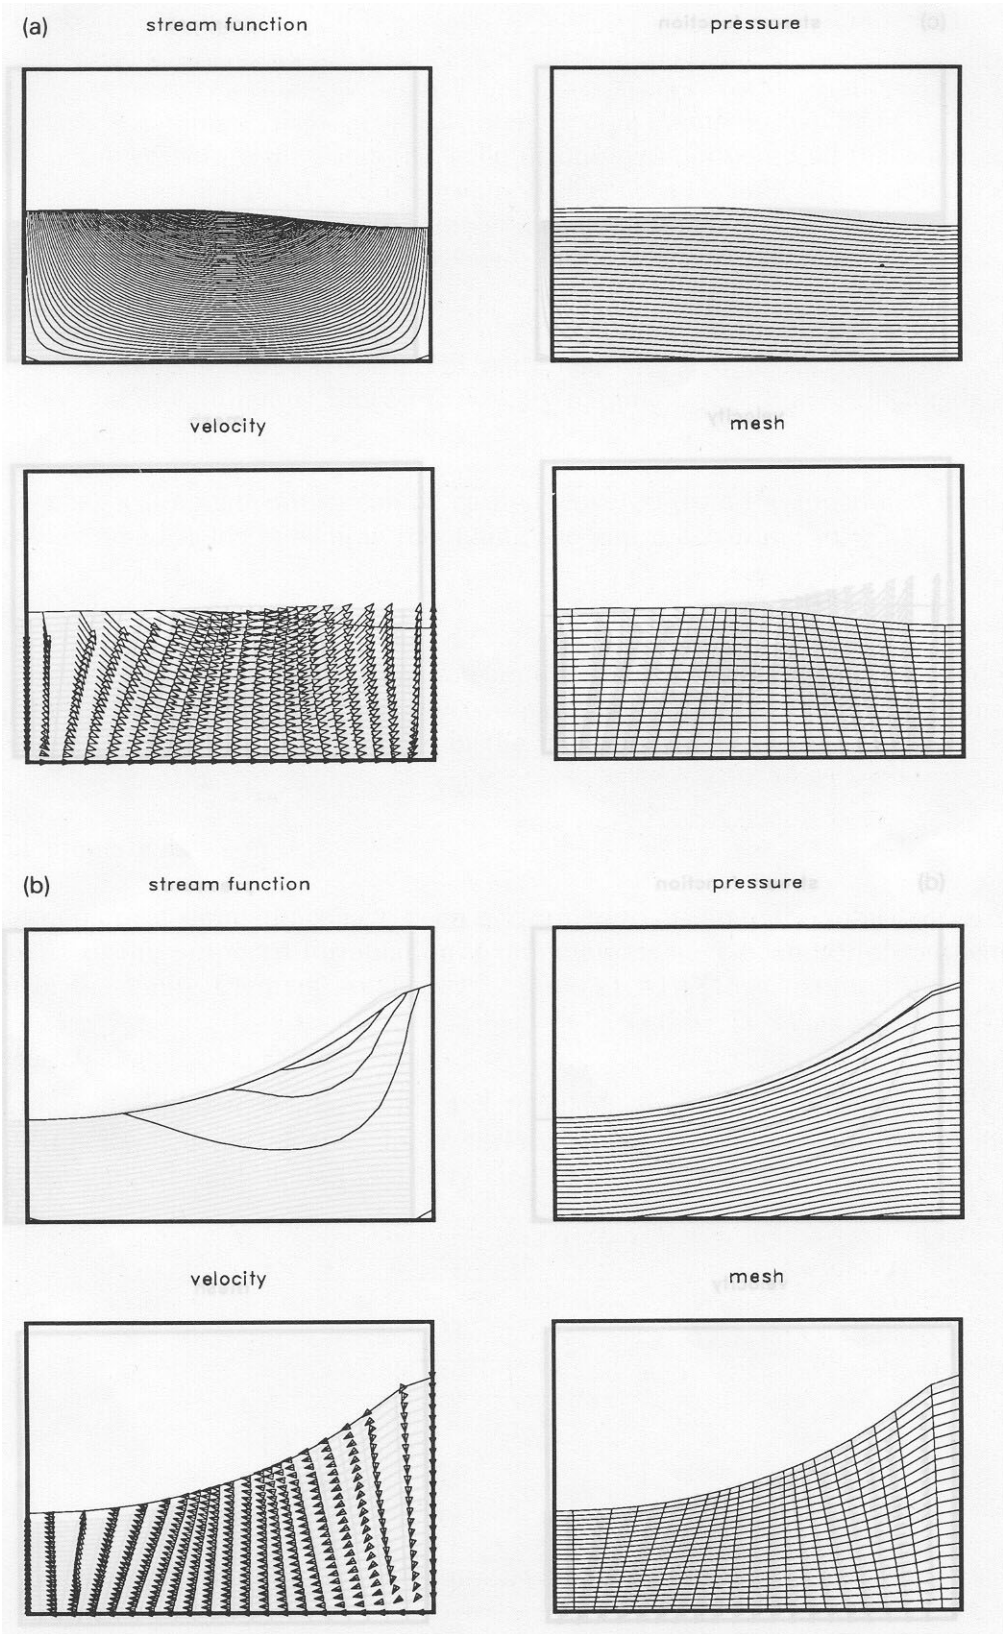 (a) stream function pressure
velocity mesh
(b) stream function pressure
velocity mesh